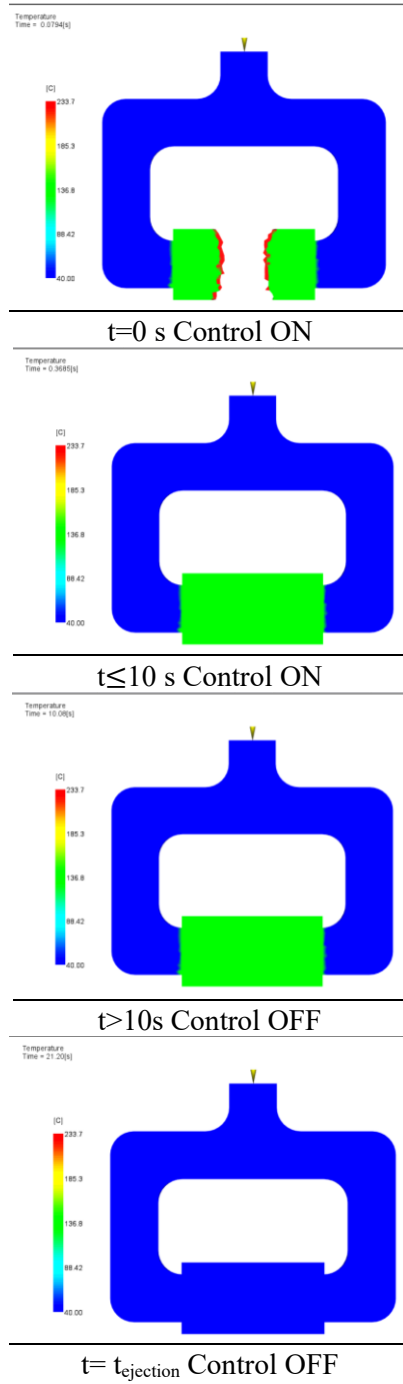 Temperature
Time = 0.0794[s]
[C]
233.7
185.3
136.8
88.42
40.00
t=0 s Control ON
Temperature
Time = 0.3685[s]
[C]
233.7
185.3
136.8
88.42
40.00
t≤10 s Control ON
Temperature
Time = 10.08[s]
[C]
233.7
185.3
136.8
88.42
40.00
t>10s Control OFF
Temperature
Time = 21.20[s]
[C]
233.7
185.3
136.8
88.42
40.00
t= tejection Control OFF